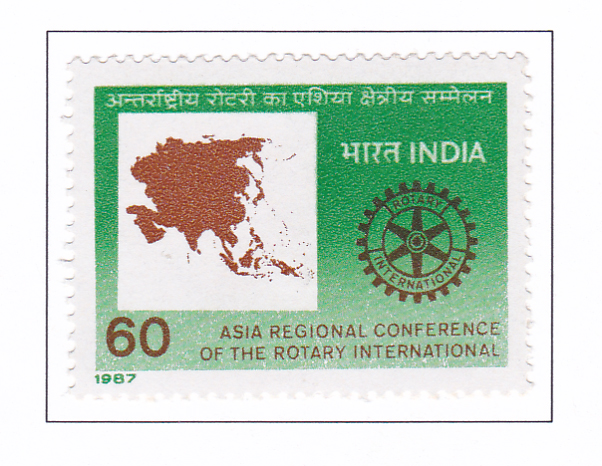 अन्तर्राष्ट्रीय रोटरी का एशिया क्षेत्रीय सम्मेलन
भारत INDIA
ROTARY
INTERNATIONAL
60
ASIA REGIONAL CONFERENCE
OF THE ROTARY INTERNATIONAL
1987